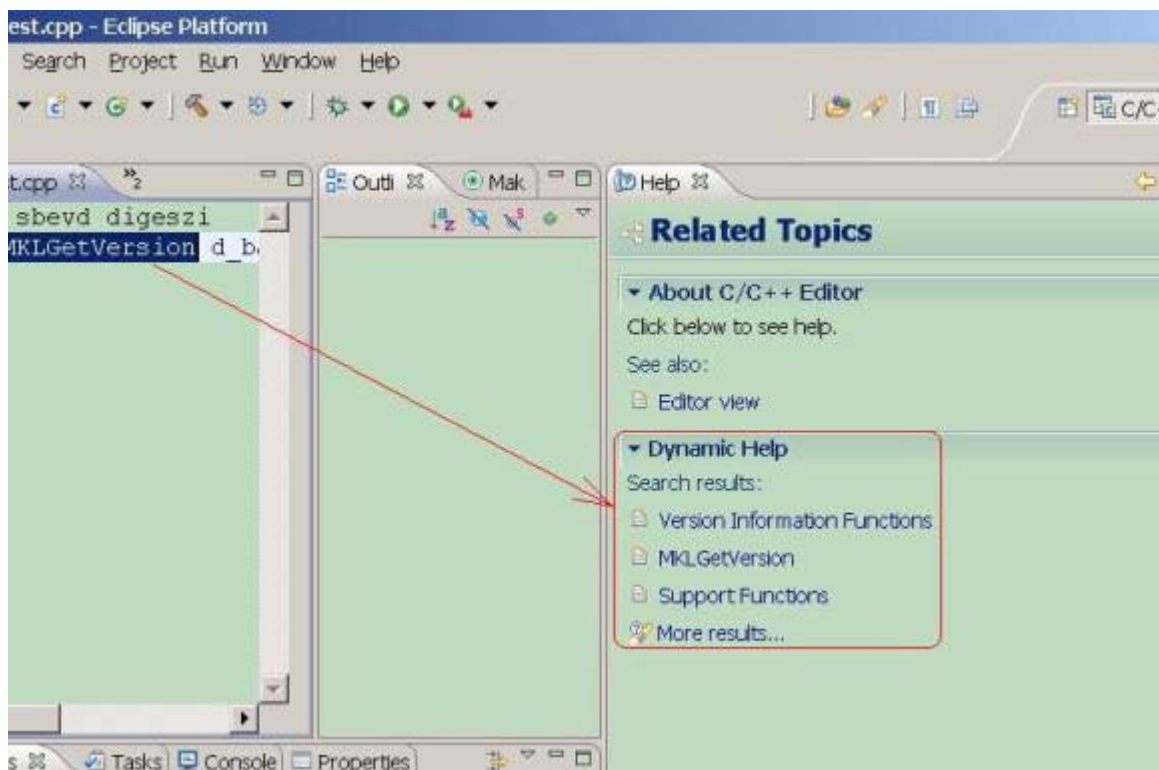 est.cpp - Eclipse Platform
Search Project Run Window Help
C/C
t.cpp »2
Outli Mak
Help
sbevd digeszi
MKLGetVersion d_b
Related Topics
About C/C++ Editor
Click below to see help.
See also:
Editor view
Dynamic Help
Search results:
Version Information Functions
MKLGetVersion
Support Functions
More results...
s Tasks Console Properties